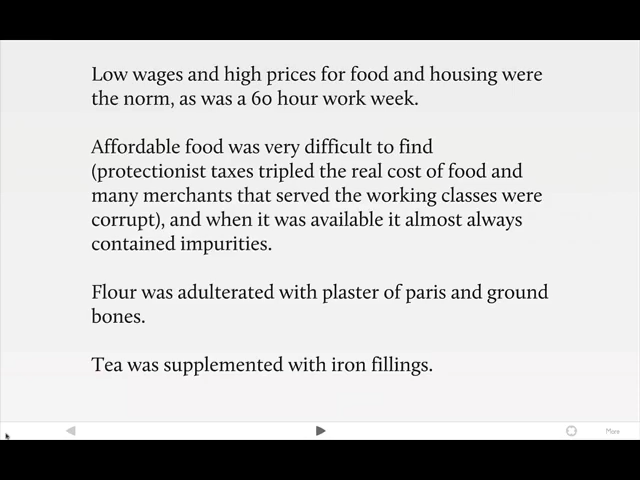 Low wages and high prices for food and housing were
the norm, as was a 60 hour work week.
Affordable food was very difficult to find
(protectionist taxes tripled the real cost of food and
many merchants that served the working classes were
corrupt), and when it was available it almost always
contained impurities.
Flour was adulterated with plaster of paris and ground
bones.
Tea was supplemented with iron fillings.
More